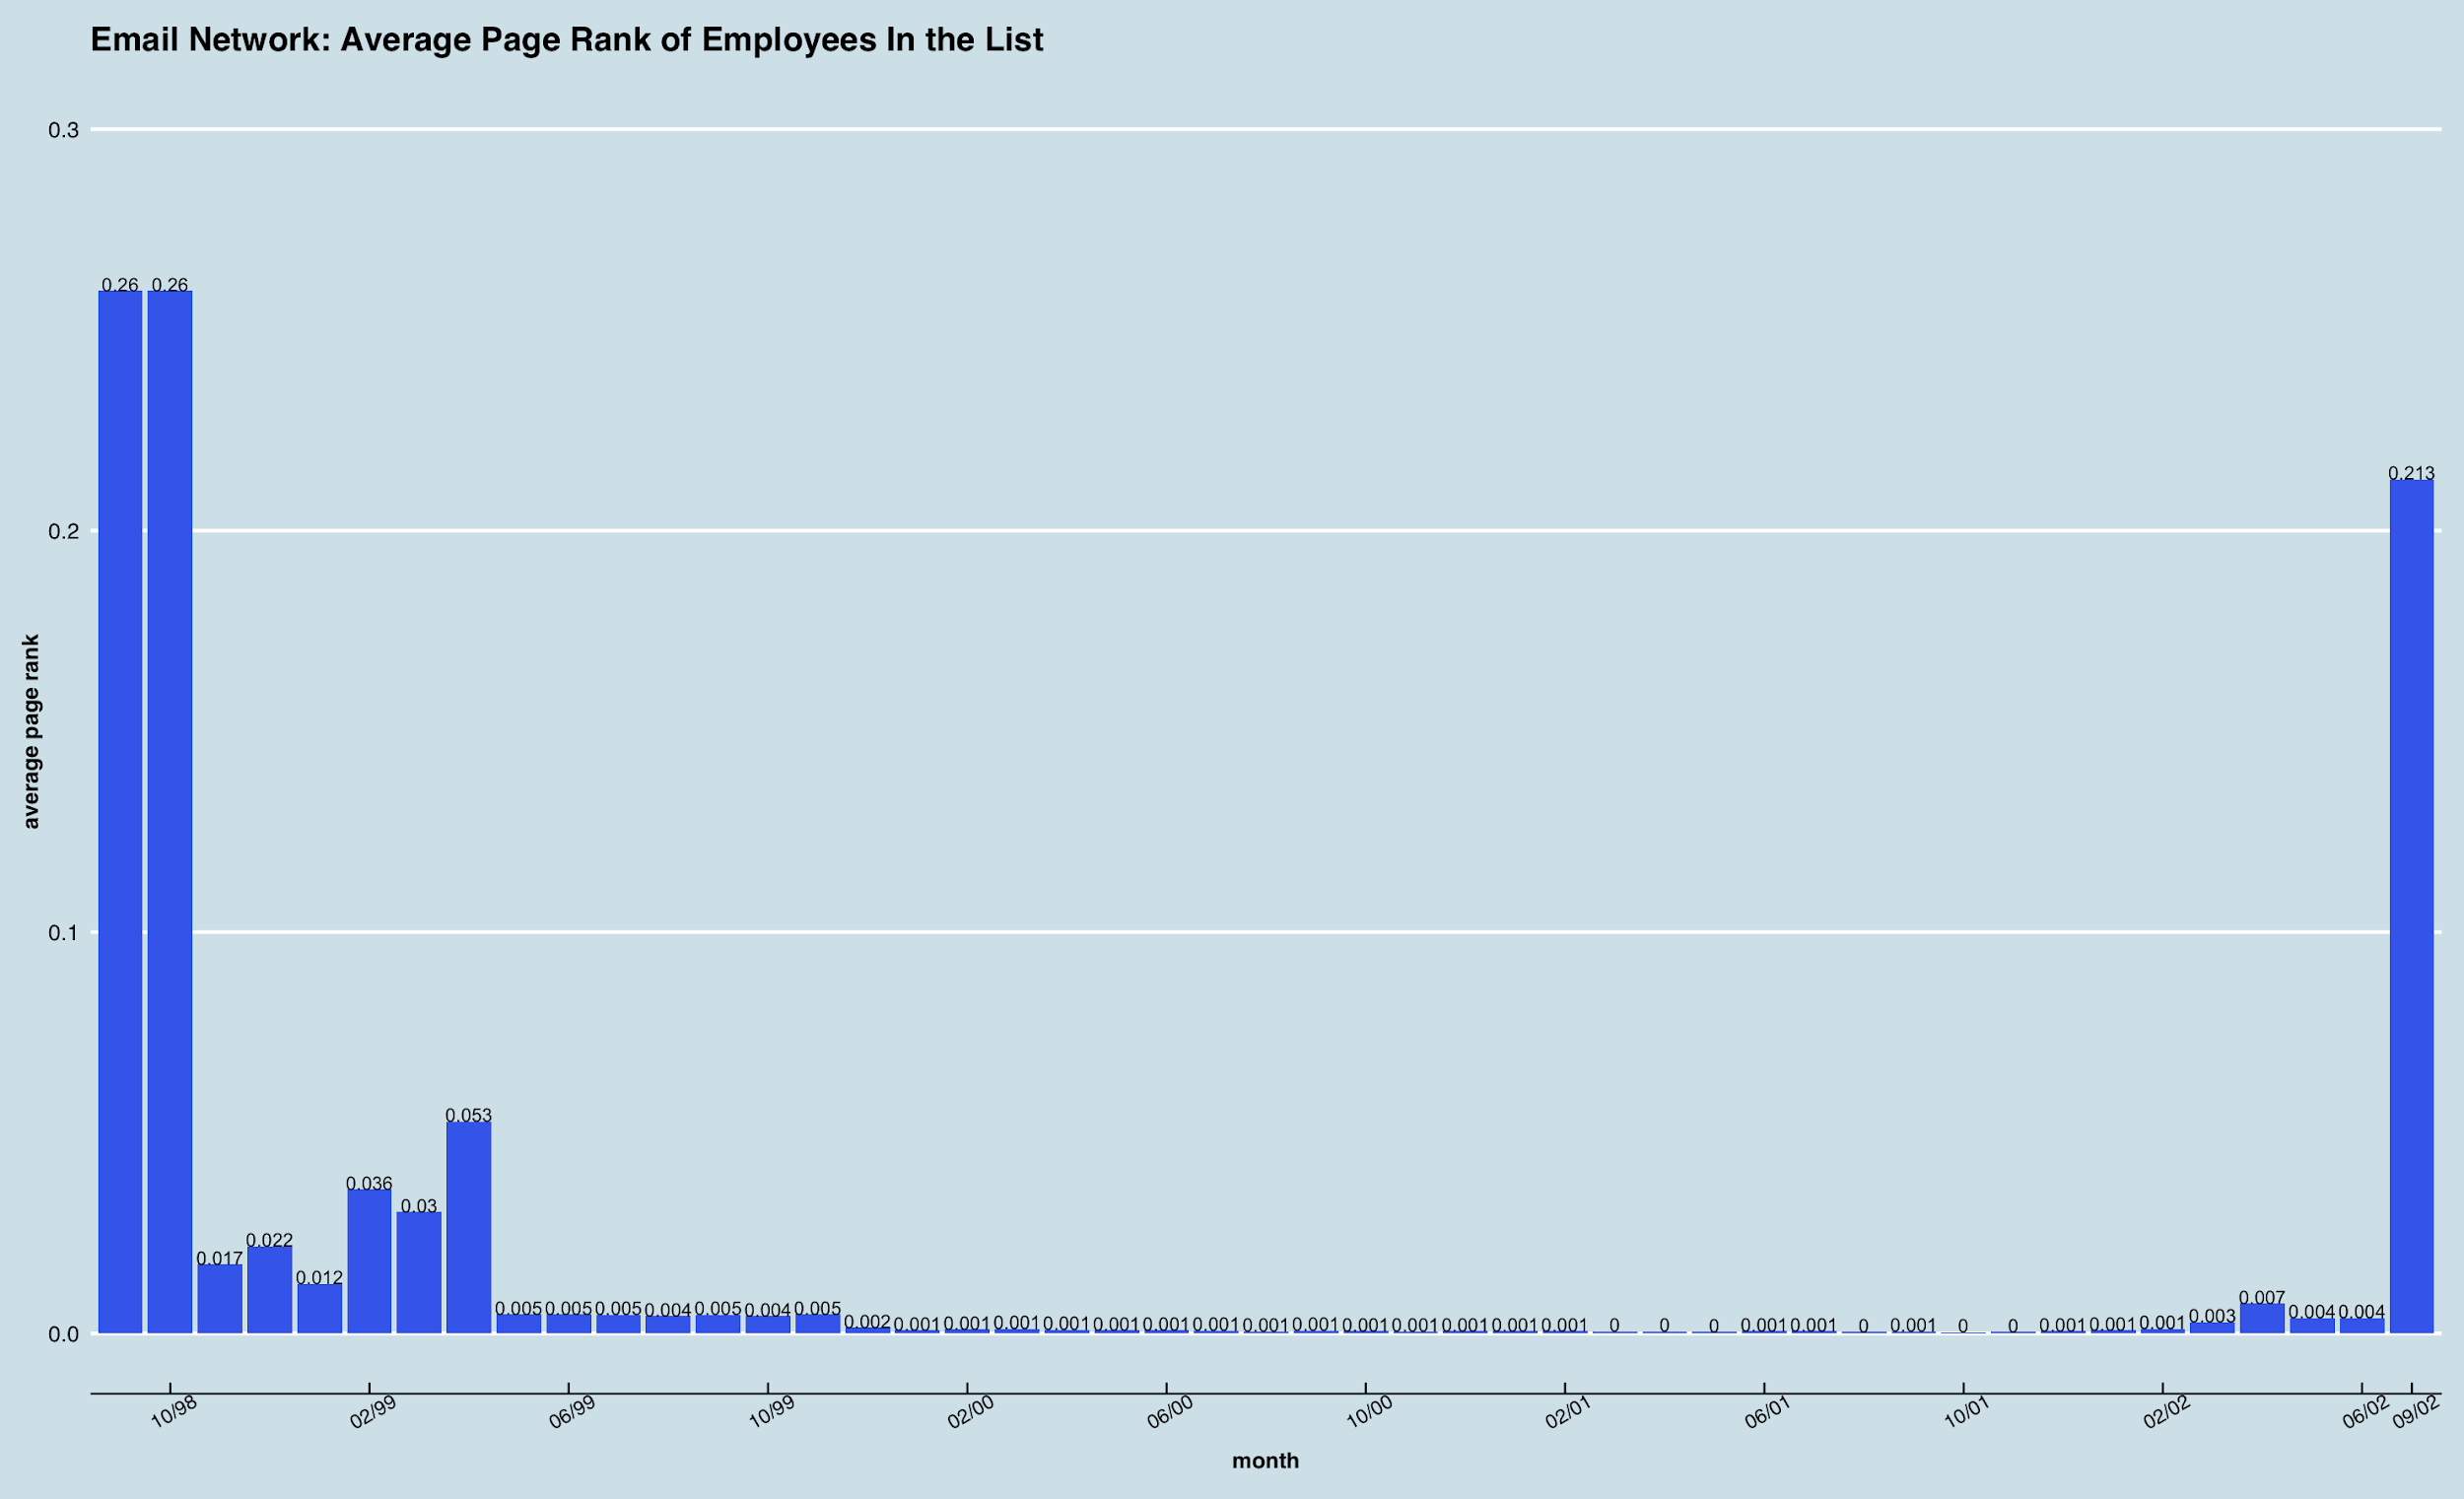 Email Network: Average Page Rank of Employees In the List
0.3
0.2
0.1
0.0
average page rank
0.26 0.26 0.017 0.022 0.012 0.036 0.03 0.053 0.005 0.005 0.005 0.004 0.005 0.004 0.005 0.002 0.001 0.001 0.001 0.001 0.001 0.001 0.001 0.001 0.001 0.001 0.001 0.001 0.001 0.001 0 0 0 0.001 0.001 0 0.001 0 0 0.001 0.001 0.001 0.003 0.007 0.004 0.004 0.213
10/98 02/99 06/99 10/99 02/00 06/00 10/00 02/01 06/01 10/01 02/02 06/02 09/02
month